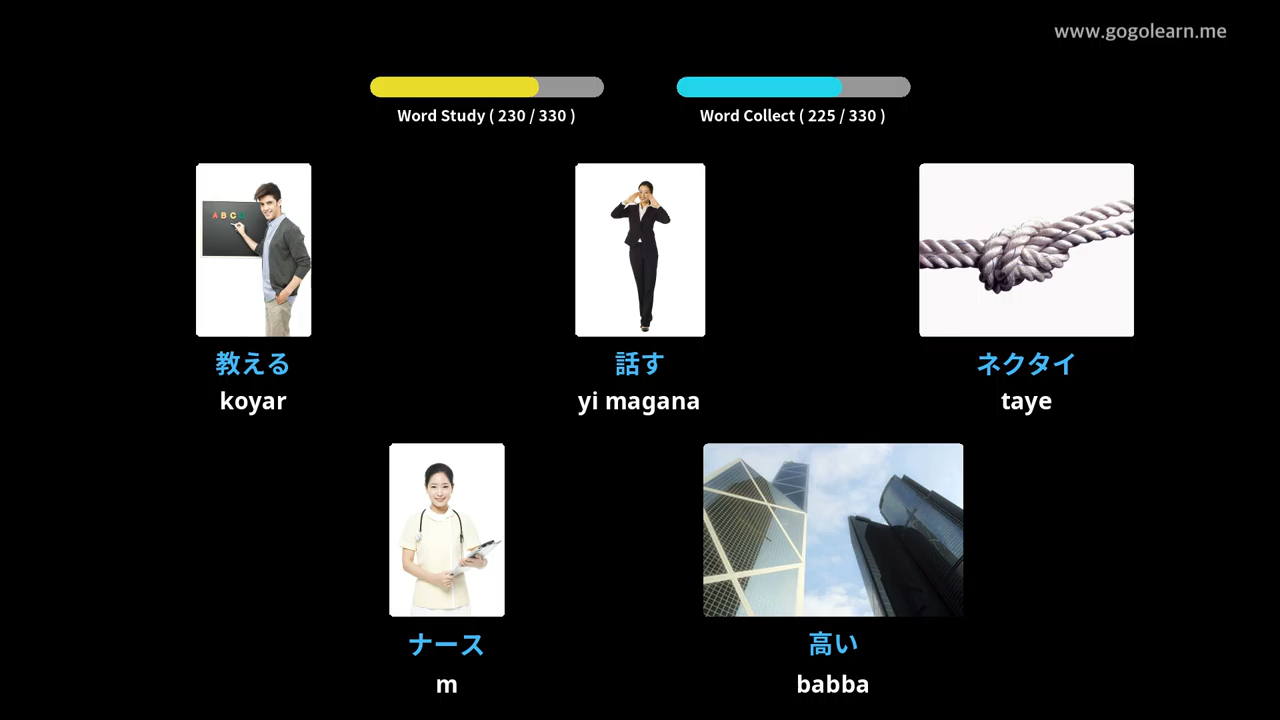 www.gogolearn.me
Word Study ( 230 / 330 )
Word Collect ( 225 / 330 )
A B C D
教える
koyar
話す
yi magana
ネクタイ
taye
ナース
m
高い
babba